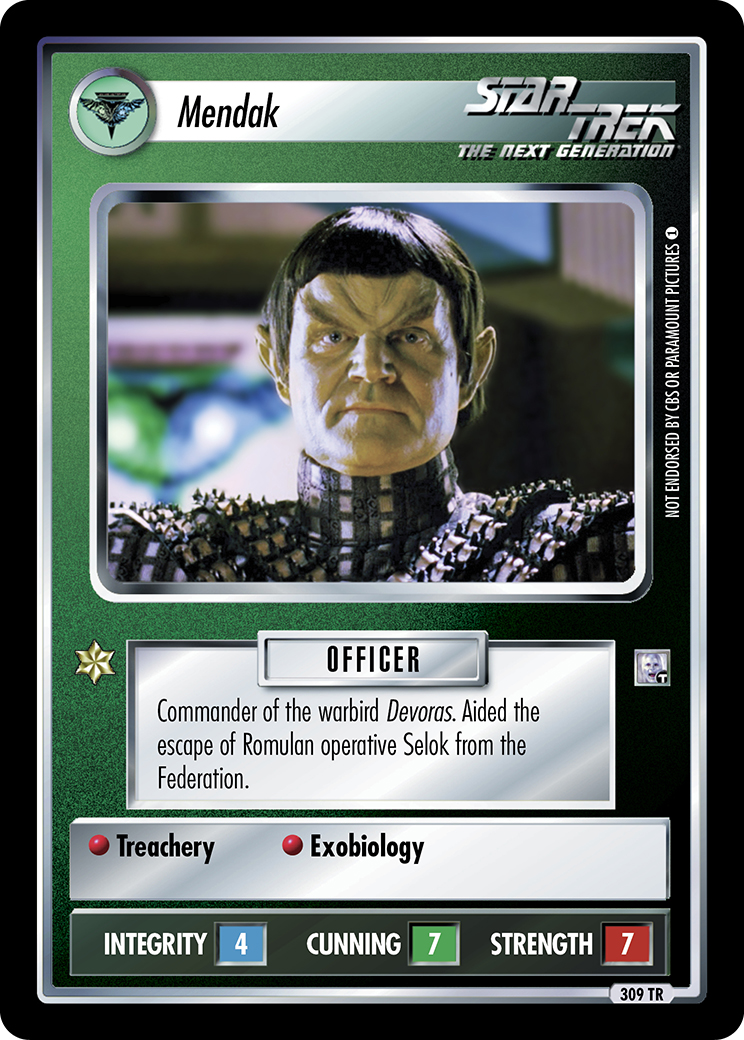 Mendak
STAR TREK
THE NEXT GENERATION
NOT ENDORSED BY CBS OR PARAMOUNT PICTURES 1
OFFICER
T
Commander of the warbird Devoras. Aided the
escape of Romulan operative Selok from the
Federation.
Treachery Exobiology
INTEGRITY 4 CUNNING 7 STRENGTH 7
309 TR